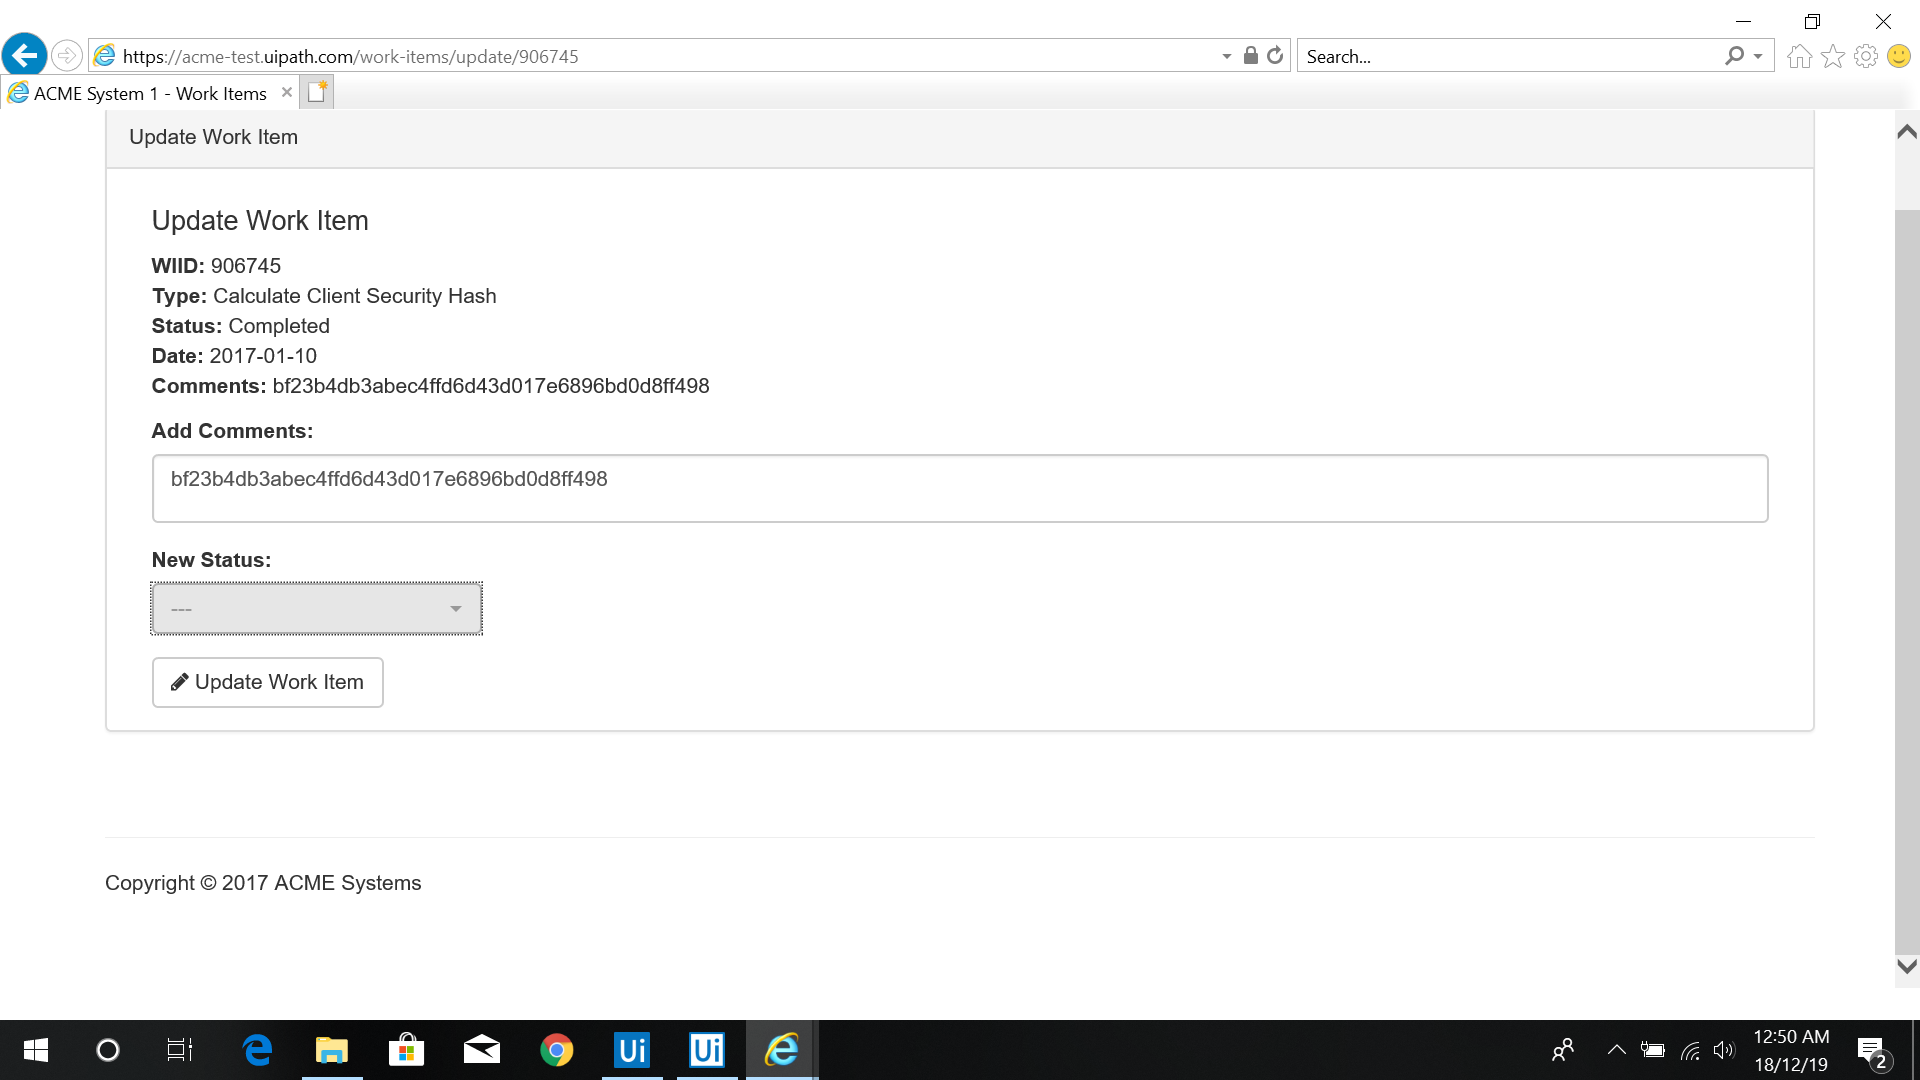 https://acme-test.uipath.com/work-items/update/906745
Search...
ACME System 1 - Work Items
Update Work Item
Update Work Item
WIID: 906745
Type: Calculate Client Security Hash
Status: Completed
Date: 2017-01-10
Comments: bf23b4db3abec4ffd6d43d017e6896bd0d8ff498
Add Comments:
bf23b4db3abec4ffd6d43d017e6896bd0d8ff498
New Status:
---
Update Work Item
Copyright © 2017 ACME Systems
Ui
Ui
12:50 AM
18/12/19
2